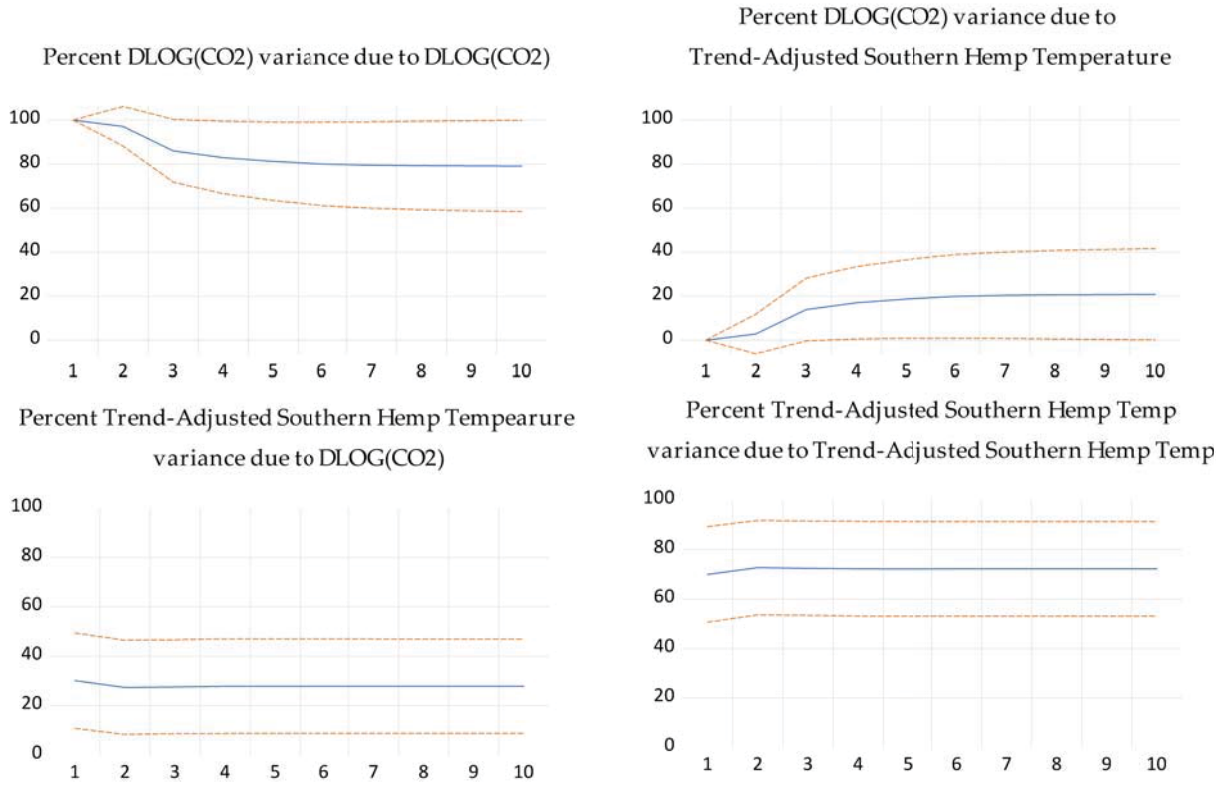 Percent DLOG(CO2) variance due to DLOG(CO2)
100
80
60
40
20
0
1 2 3 4 5 6 7 8 9 10
Percent DLOG(CO2) variance due to
Trend-Adjusted Southern Hemp Temperature
100
80
60
40
20
0
1 2 3 4 5 6 7 8 9 10
Percent Trend-Adjusted Southern Hemp Tempearure
variance due to DLOG(CO2)
100
80
60
40
20
0
1 2 3 4 5 6 7 8 9 10
Percent Trend-Adjusted Southern Hemp Temp
variance due to Trend-Adjusted Southern Hemp Temp
100
80
60
40
20
0
1 2 3 4 5 6 7 8 9 10